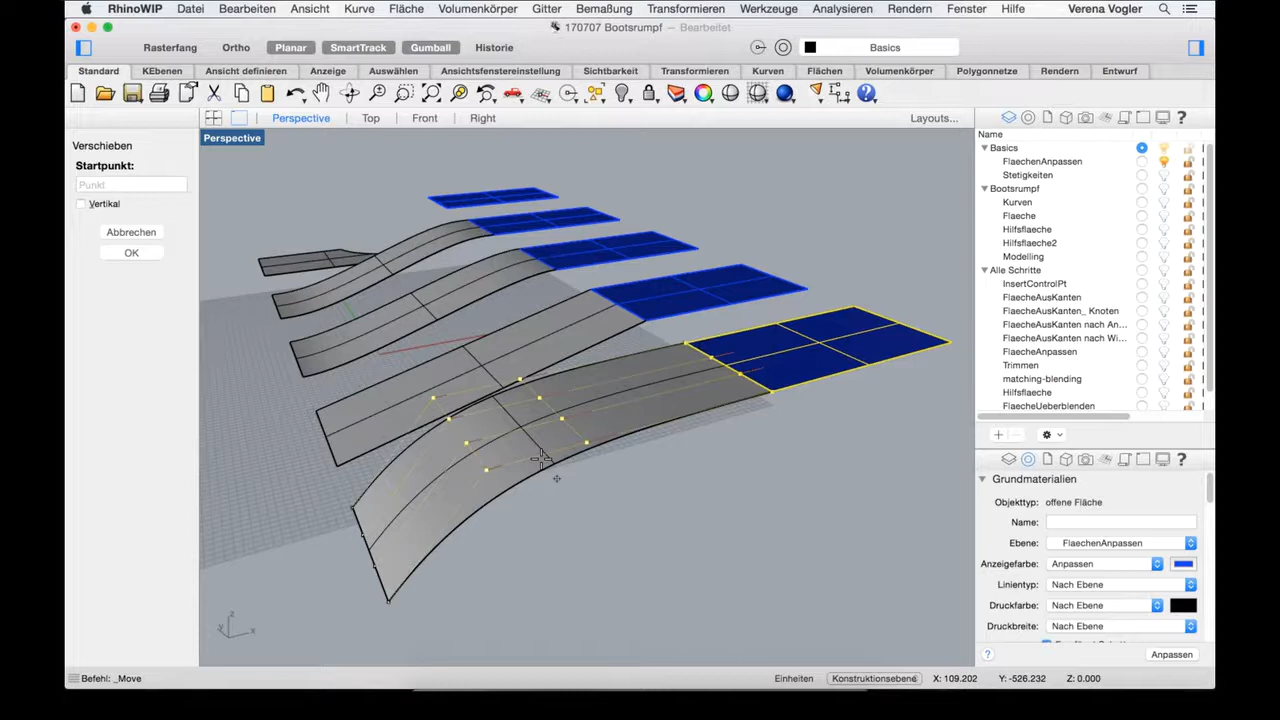 RhinoWIP Datei Bearbeiten Ansicht Kurve Fläche Volumenkörper Gitter Bemaßung Transformieren Werkzeuge Analysieren Rendern Fenster Hilfe Verena Vogler
170707 Bootsrumpf — Bearbeitet
Rasterfang Ortho Planar SmartTrack Gumball Historie Basics
Standard KEbenen Ansicht definieren Anzeige Auswählen Ansichtsfenstereinstellung Sichtbarkeit Transformieren Kurven Flächen Volumenkörper Polygonnetze Rendern Entwurf
Perspective Top Front Right Layouts...
Perspective
Verschieben
Startpunkt:
Punkt
Vertikal
Abbrechen
OK
z
y x
Name
Basics
FlaechenAnpassen
Stetigkeiten
Bootsrumpf
Kurven
Flaeche
Hilfsflaeche
Hilfsflaeche2
Modelling
Alle Schritte
InsertControlPt
FlaecheAusKanten
FlaecheAusKanten_ Knoten
FlaecheAusKanten nach An...
FlaecheAusKanten nach Wi...
FlaecheAnpassen
Trimmen
matching-blending
Hilfsflaeche
FlaecheUeberblenden
Grundmaterialien
Objekttyp: offene Fläche
Name:
Ebene: FlaechenAnpassen
Anzeigefarbe: Anpassen
Linientyp: Nach Ebene
Druckfarbe: Nach Ebene
Druckbreite: Nach Ebene
Anpassen
Befehl: _Move Einheiten Konstruktionsebene X: 109.202 Y: -526.232 Z: 0.000